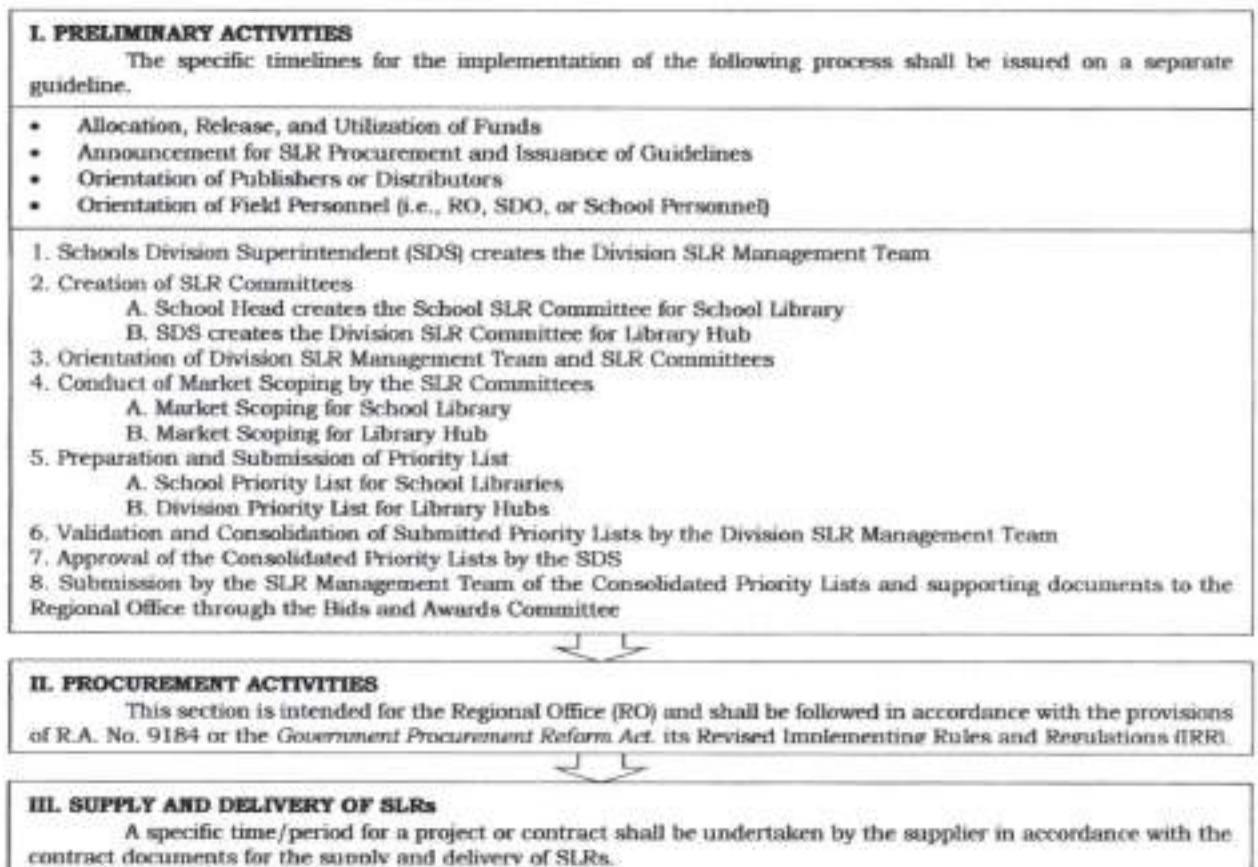 I. PRELIMINARY ACTIVITIES
The specific timelines for the implementation of the following process shall be issued on a separate
guideline.
• Allocation, Release, and Utilization of Funds
• Announcement for SLR Procurement and Issuance of Guidelines
• Orientation of Publishers or Distributors
• Orientation of Field Personnel (i.e., RO, SDO, or School Personnel)
1. Schools Division Superintendent (SDS) creates the Division SLR Management Team
2. Creation of SLR Committees
A. School Head creates the School SLR Committee for School Library
B. SDS creates the Division SLR Committee for Library Hub
3. Orientation of Division SLR Management Team and SLR Committees
4. Conduct of Market Scoping by the SLR Committees
A. Market Scoping for School Library
B. Market Scoping for Library Hub
5. Preparation and Submission of Priority List
A. School Priority List for School Libraries
B. Division Priority List for Library Hubs
6. Validation and Consolidation of Submitted Priority Lists by the Division SLR Management Team
7. Approval of the Consolidated Priority Lists by the SDS
8. Submission by the SLR Management Team of the Consolidated Priority Lists and supporting documents to the
Regional Office through the Bids and Awards Committee
II. PROCUREMENT ACTIVITIES
This section is intended for the Regional Office (RO) and shall be followed in accordance with the provisions
of R.A. No. 9184 or the Government Procurement Reform Act. its Revised Implementing Rules and Regulations (IRR).
III. SUPPLY AND DELIVERY OF SLRs
A specific time/period for a project or contract shall be undertaken by the supplier in accordance with the
contract documents for the supply and delivery of SLRs.